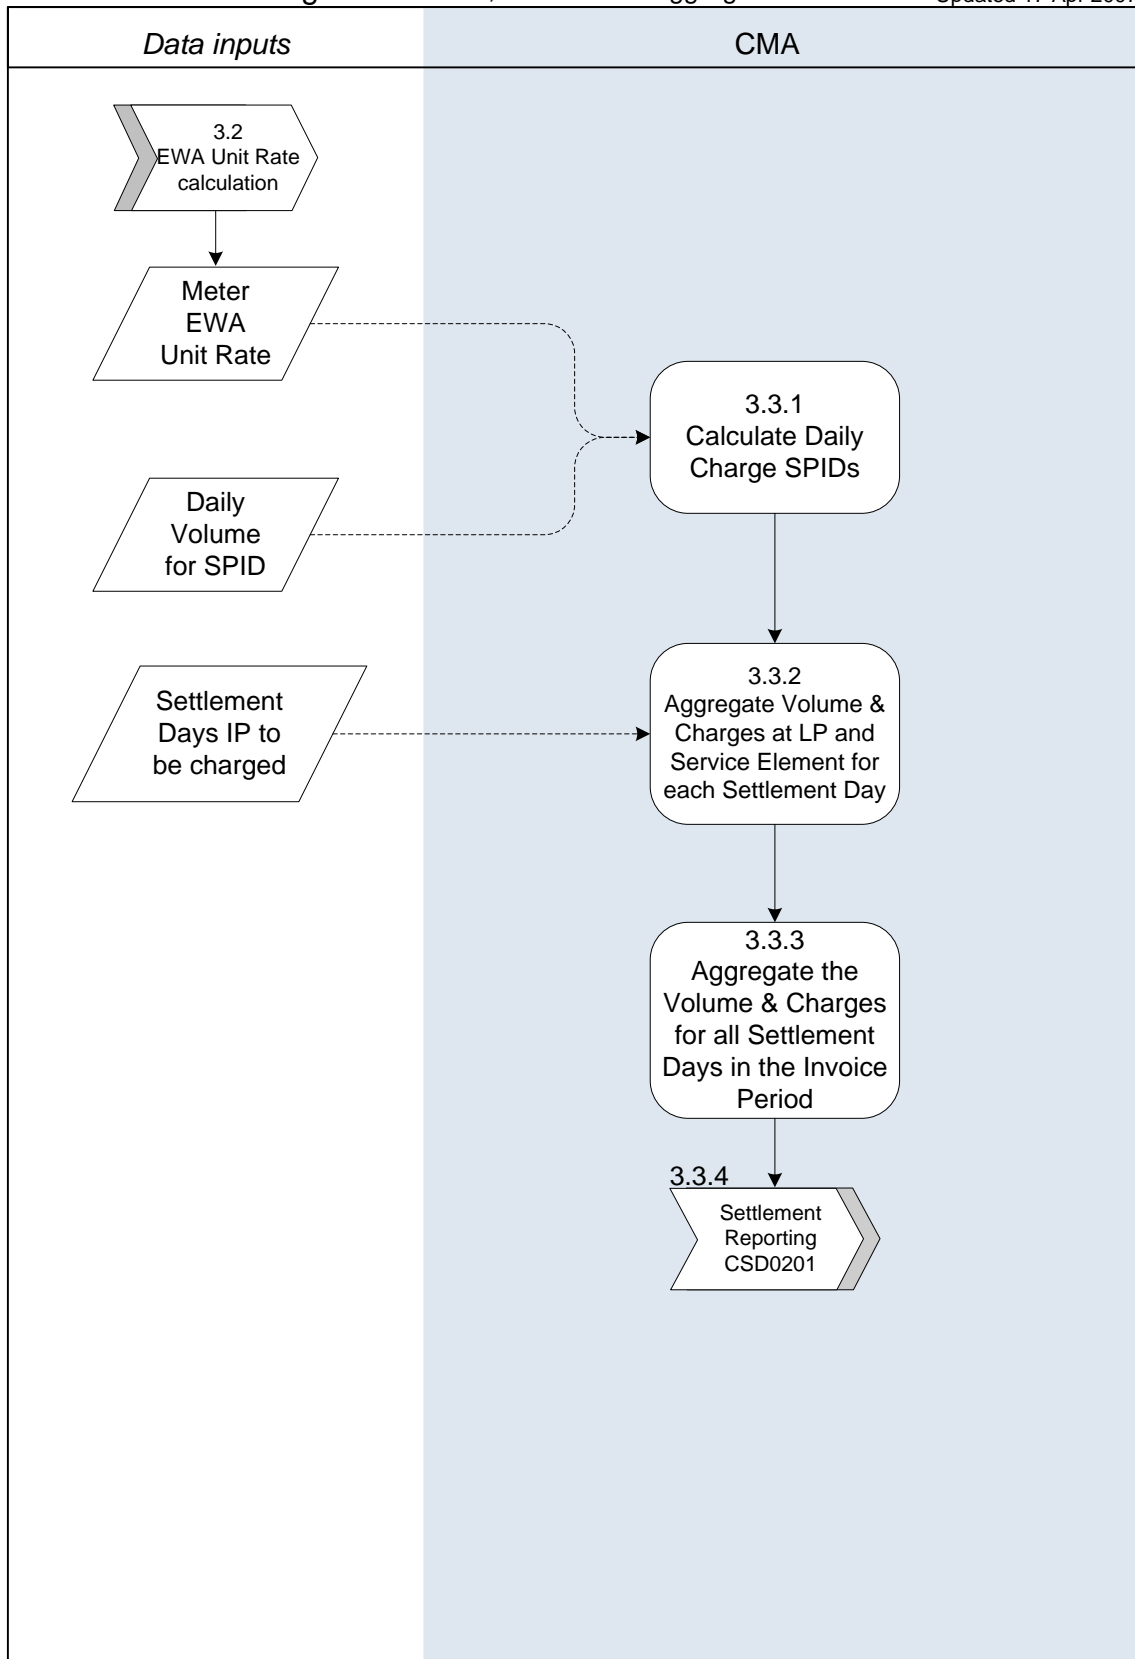 Data inputs
CMA
3.2
EWA Unit Rate
calculation
Meter
EWA
Unit Rate
3.3.1
Calculate Daily
Charge SPIDs
Daily
Volume
for SPID
Settlement
Days IP to
be charged
3.3.2
Aggregate Volume &
Charges at LP and
Service Element for
each Settlement Day
3.3.3
Aggregate the
Volume & Charges
for all Settlement
Days in the Invoice
Period
3.3.4
Settlement
Reporting
CSD0201